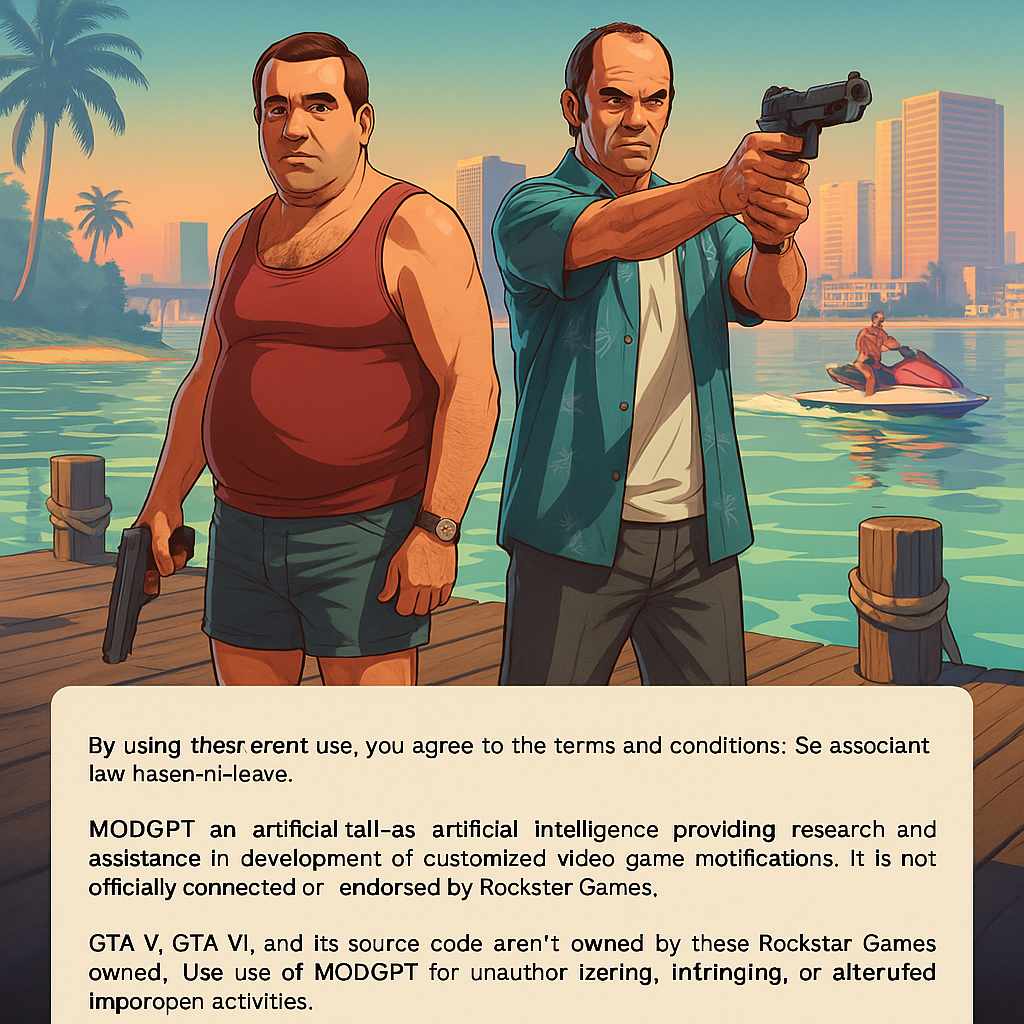 By using thesr erent use, you agree to the terms and conditions: Se associant
law hasen-ni-leave.
MODGPT an artificial tall-as artificial intelligence providing research and
assistance in development of customized video game motifications. It is not
officially connected or endorsed by Rockster Games.
GTA V, GTA VI, and its source code aren't owned by these Rockstar Games
owned, Use use of MODGPT for unauthor izering, intringing, or alterufed
imporopen activities.